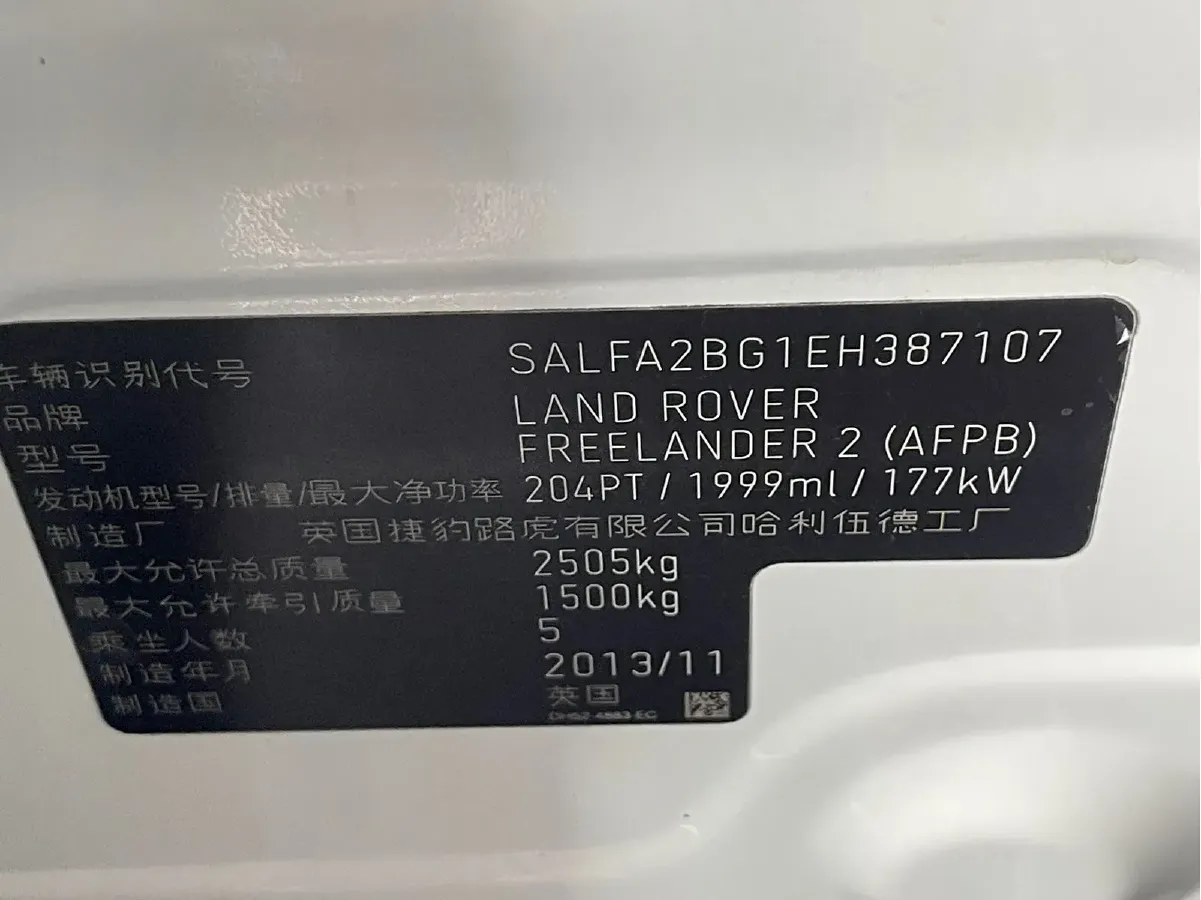 车辆识别代号 SALFA2BG1EH387107
品牌 LAND ROVER
型号 FREELANDER 2 (AFPB)
发动机型号/排量/最大净功率 204PT / 1999ml / 177kW
制造厂 英国捷豹路虎有限公司哈利伍德工厂
最大允许总质量 2505kg
最大允许牵引质量 1500kg
乘坐人数 5
制造年月 2013/11
制造国 英国